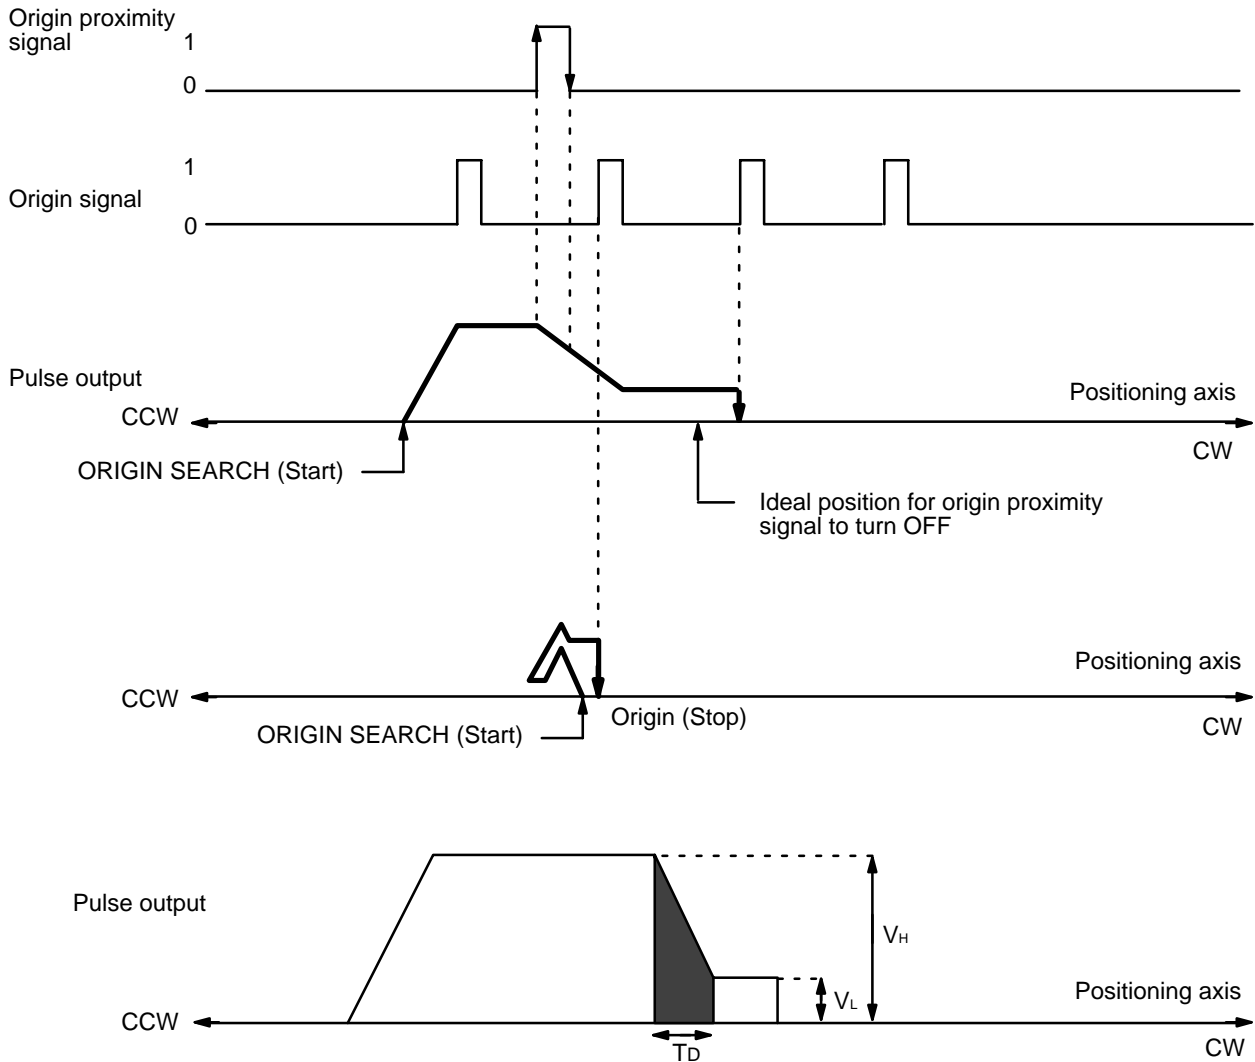 Origin proximity
signal
1
0
1
Origin signal
0
Pulse output
Positioning axis
CCW
CW
ORIGIN SEARCH (Start)
Ideal position for origin proximity
signal to turn OFF
Positioning axis
CCW
Origin (Stop)
CW
ORIGIN SEARCH (Start)
Pulse output
VH
Positioning axis
VL
CCW
TD
CW